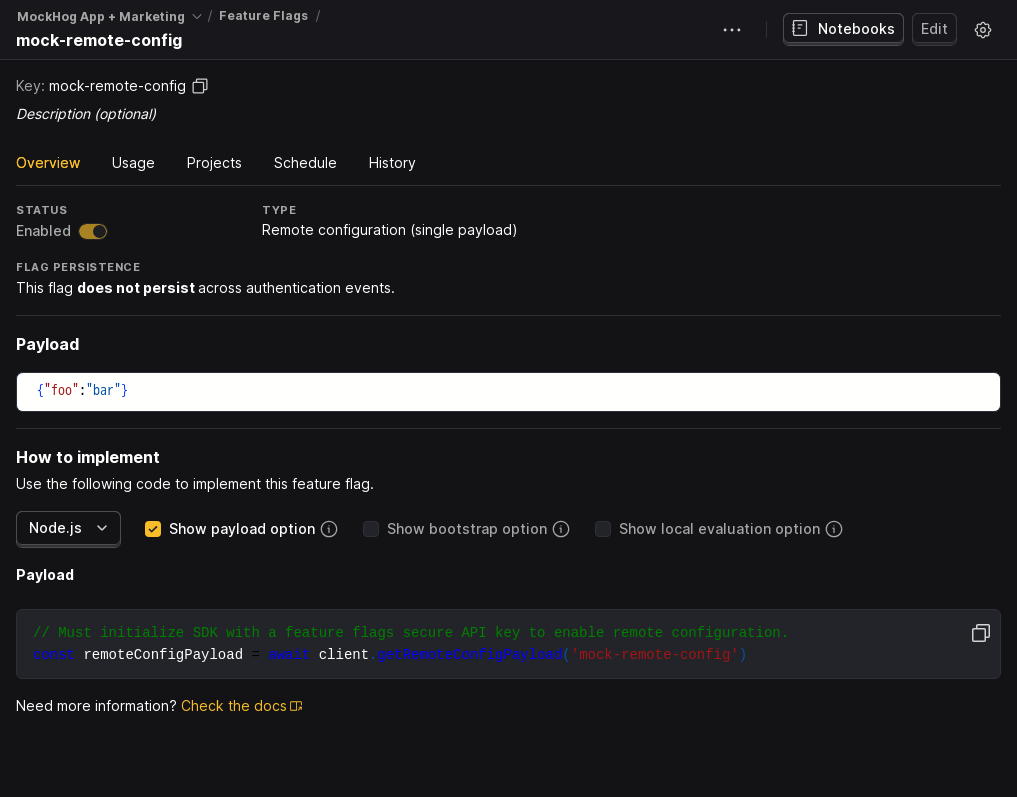 MockHog App + Marketing / Feature Flags /
mock-remote-config
Notebooks
Edit
Key: mock-remote-config
Description (optional)
Overview Usage Projects Schedule History
STATUS
Enabled
TYPE
Remote configuration (single payload)
FLAG PERSISTENCE
This flag does not persist across authentication events.
Payload
{"foo":"bar"}
How to implement
Use the following code to implement this feature flag.
Node.js Show payload option Show bootstrap option Show local evaluation option
Payload
// Must initialize SDK with a feature flags secure API key to enable remote configuration.
const remoteConfigPayload = await client.getRemoteConfigPayload('mock-remote-config')
Need more information? Check the docs